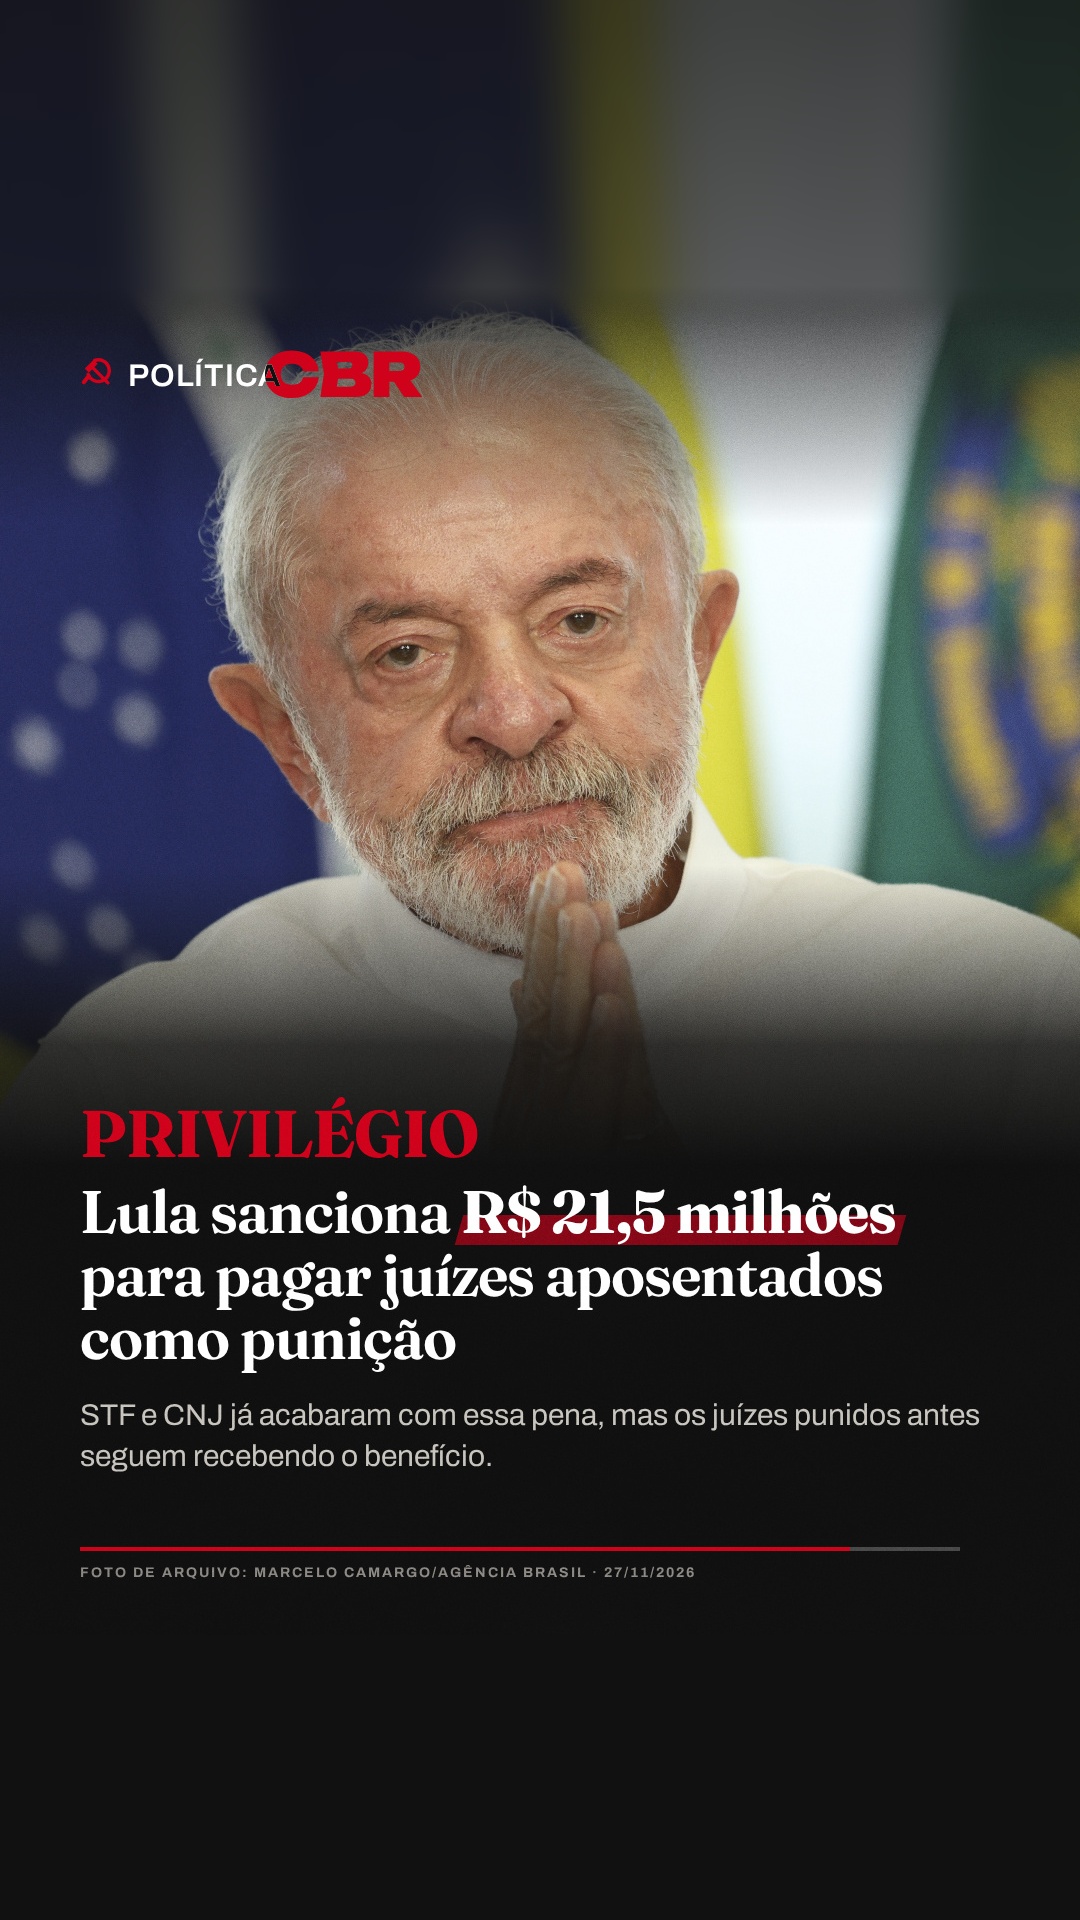 POLÍTICA CBR
PRIVILÉGIO
Lula sanciona R$ 21,5 milhões
para pagar juízes aposentados
como punição
STF e CNJ já acabaram com essa pena, mas os juízes punidos antes
seguem recebendo o benefício.
FOTO DE ARQUIVO: MARCELO CAMARGO/AGÊNCIA BRASIL · 27/11/2026